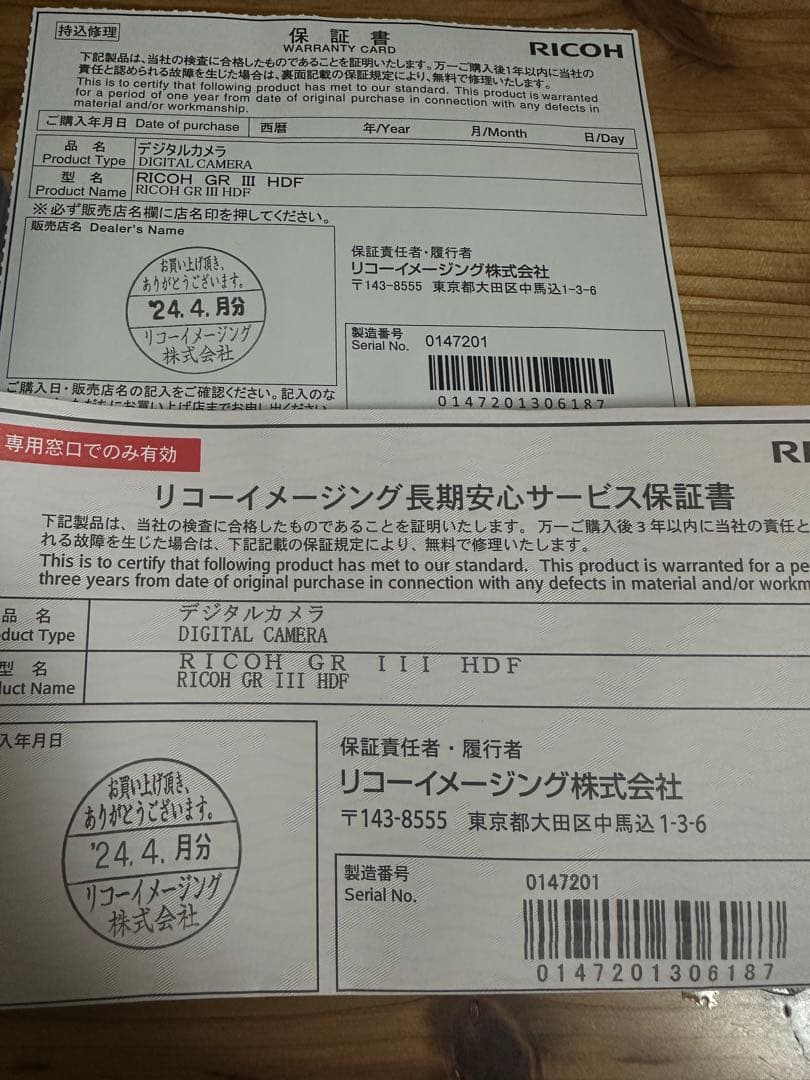 持込修理
保証書
WARRANTY CARD
RICOH
下記製品は、当社の検査に合格したものであることを証明いたします。万一ご購入後1年以内に当社の
責任と認められる故障を生じた場合は、裏面記載の保証規定により、無料で修理いたします。
This is to certify that following product has met to our standard. This product is warranted
for a period of one year from date of original purchase in connection with any defects in
material and/or workmanship.
ご購入年月日 Date of purchase 西暦 年/Year 月/Month 日/Day
品 名 デジタルカメラ
Product Type DIGITAL CAMERA
型 名 RICOH GR III HDF
Product Name RICOH GR III HDF
※必ず販売店名欄に店名印を押してください。
販売店名 Dealer's Name
お買い上げ頂き、
ありがとうございます。
'24.4.月分
リコーイメージング
株式会社
保証責任者・履行者
リコーイメージング株式会社
〒143-8555 東京都大田区中馬込1-3-6
製造番号
Serial No. 0147201
0147201306187
ご購入日・販売店名の記入をご確認ください。記入のな
お買い上げ店までお申し出ください
専用窓口でのみ有効
RI
リコーイメージング長期安心サービス保証書
下記製品は、当社の検査に合格したものであることを証明いたします。万一ご購入後3年以内に当社の責任と
れる故障を生じた場合は、下記記載の保証規定により、無料で修理いたします。
This is to certify that following product has met to our standard. This product is warranted for a pe
three years from date of original purchase in connection with any defects in material and/or workm
品 名 デジタルカメラ
duct Type DIGITAL CAMERA
型 名 RICOH GR III HDF
uct Name RICOH GR III HDF
入年月日
お買い上げ頂き、
ありがとうございます。
'24.4.月分
リコーイメージング
株式会社
保証責任者・履行者
リコーイメージング株式会社
〒143-8555 東京都大田区中馬込1-3-6
製造番号
Serial No.
0147201
0147201306187